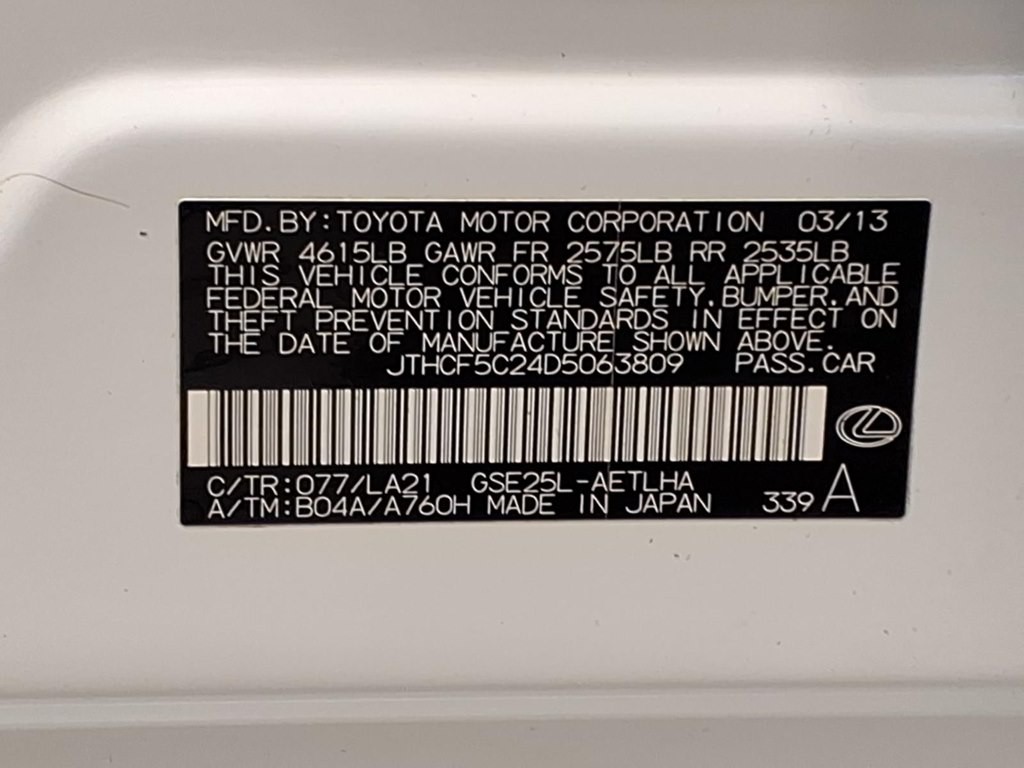 MFD.BY:TOYOTA MOTOR CORPORATION 03/13
GVWR 4615LB GAWR FR 2575LB RR 2535LB
THIS VEHICLE CONFORMS TO ALL APPLICABLE
FEDERAL MOTOR VEHICLE SAFETY,BUMPER,AND
THEFT PREVENTION STANDARDS IN EFFECT ON
THE DATE OF MANUFACTURE SHOWN ABOVE.
JTHCF5C24D5063809 PASS.CAR
C/TR:077/LA21 GSE25L-AETLHA
A/TM:B04A/A760H MADE IN JAPAN 339 A